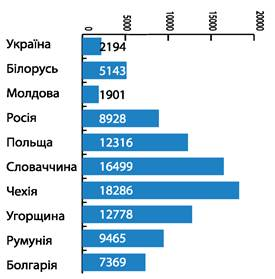 0 5000 10000 15000 20000
Україна 2194
Білорусь 5143
Молдова 1901
Росія 8928
Польща 12316
Словаччина 16499
Чехія 18286
Угорщина 12778
Румунія 9465
Болгарія 7369